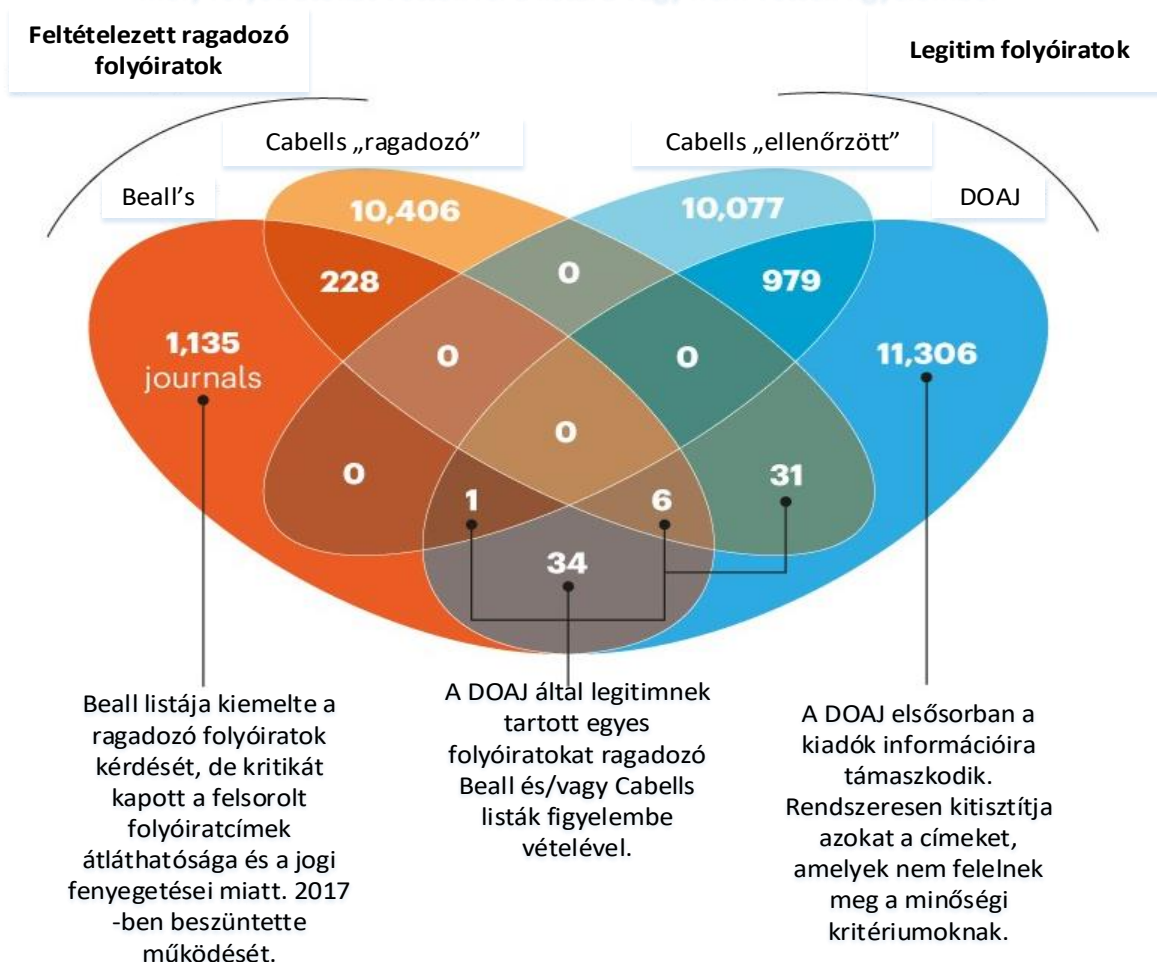 Feltételezett ragadozó
folyóiratok
Legitim folyóiratok
Cabells „ragadozó”
Cabells „ellenőrzött”
Beall’s
DOAJ
10,406
10,077
228
0
979
1,135
journals
0
0
11,306
0
0
1
6
31
34
Beall listája kiemelte a
ragadozó folyóiratok
kérdését, de kritikát
kapott a felsorolt
folyóiratcímek
átláthatósága és a jogi
fenyegetései miatt. 2017
-ben beszüntette
működését.
A DOAJ által legitimnek
tartott egyes
folyóiratokat ragadozó
Beall és/vagy Cabells
listák figyelembe
vételével.
A DOAJ elsősorban a
kiadók információira
támaszkodik.
Rendszeresen kitisztítja
azokat a címeket,
amelyek nem felelnek
meg a minőségi
kritériumoknak.